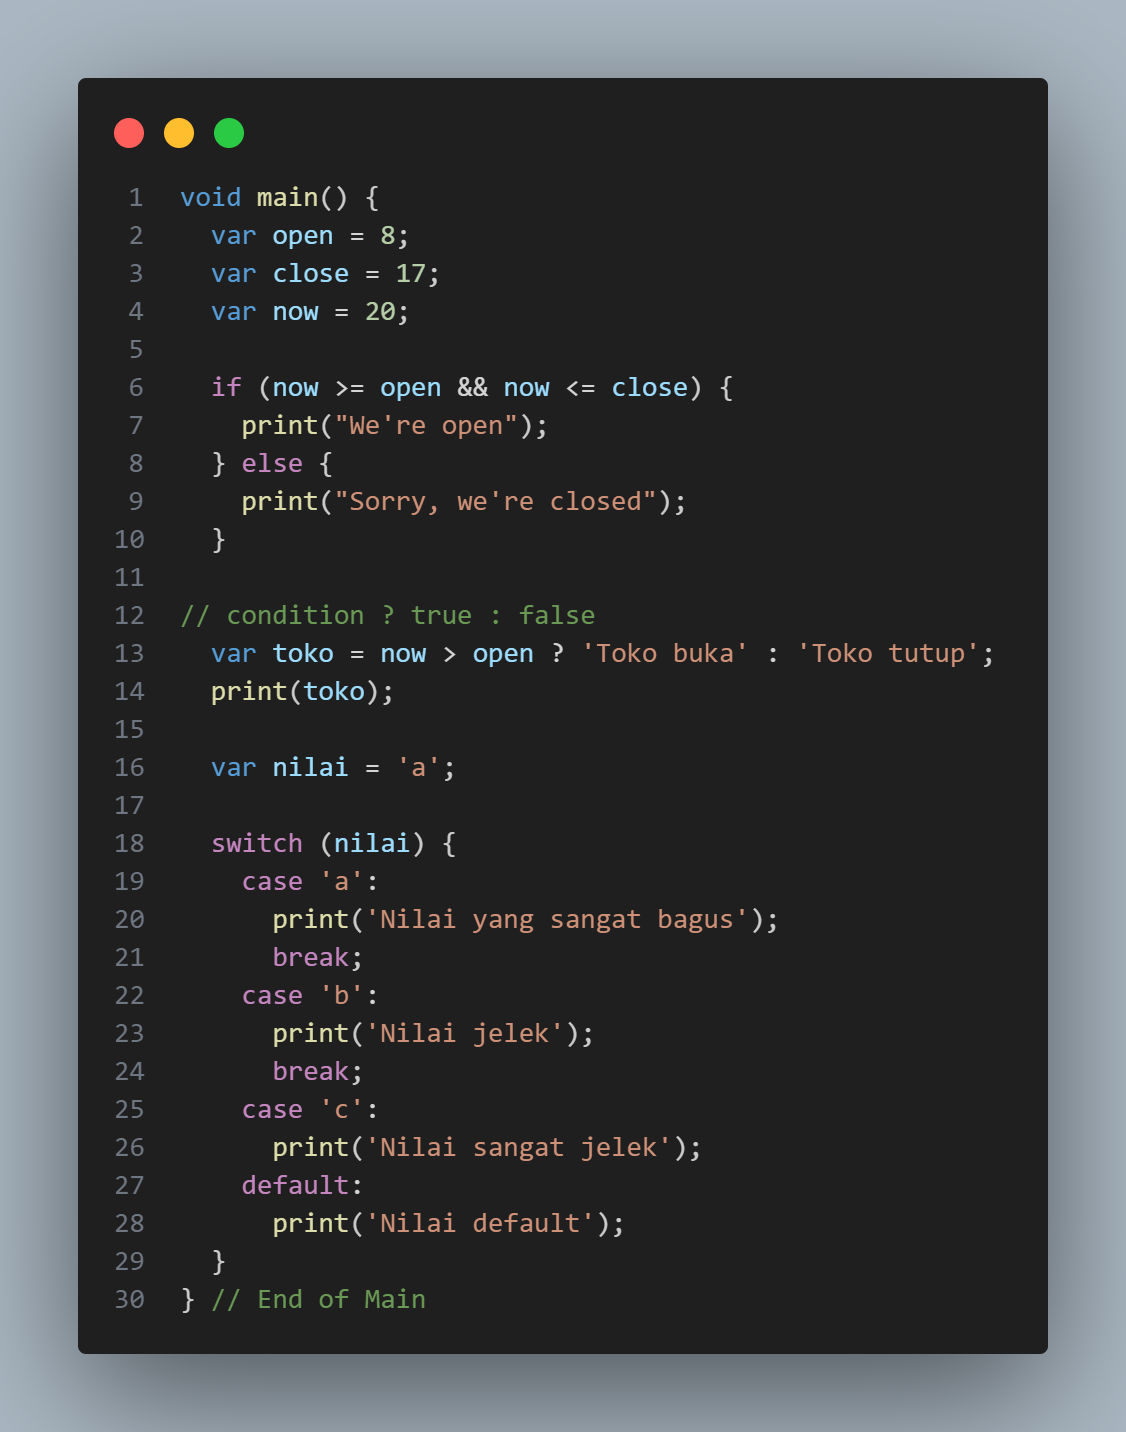 1 void main() {
2   var open = 8;
3   var close = 17;
4   var now = 20;
5
6   if (now >= open && now <= close) {
7     print("We're open");
8   } else {
9     print("Sorry, we're closed");
10   }
11
12 // condition ? true : false
13   var toko = now > open ? 'Toko buka' : 'Toko tutup';
14   print(toko);
15
16   var nilai = 'a';
17
18   switch (nilai) {
19     case 'a':
20       print('Nilai yang sangat bagus');
21       break;
22     case 'b':
23       print('Nilai jelek');
24       break;
25     case 'c':
26       print('Nilai sangat jelek');
27     default:
28       print('Nilai default');
29   }
30 } // End of Main